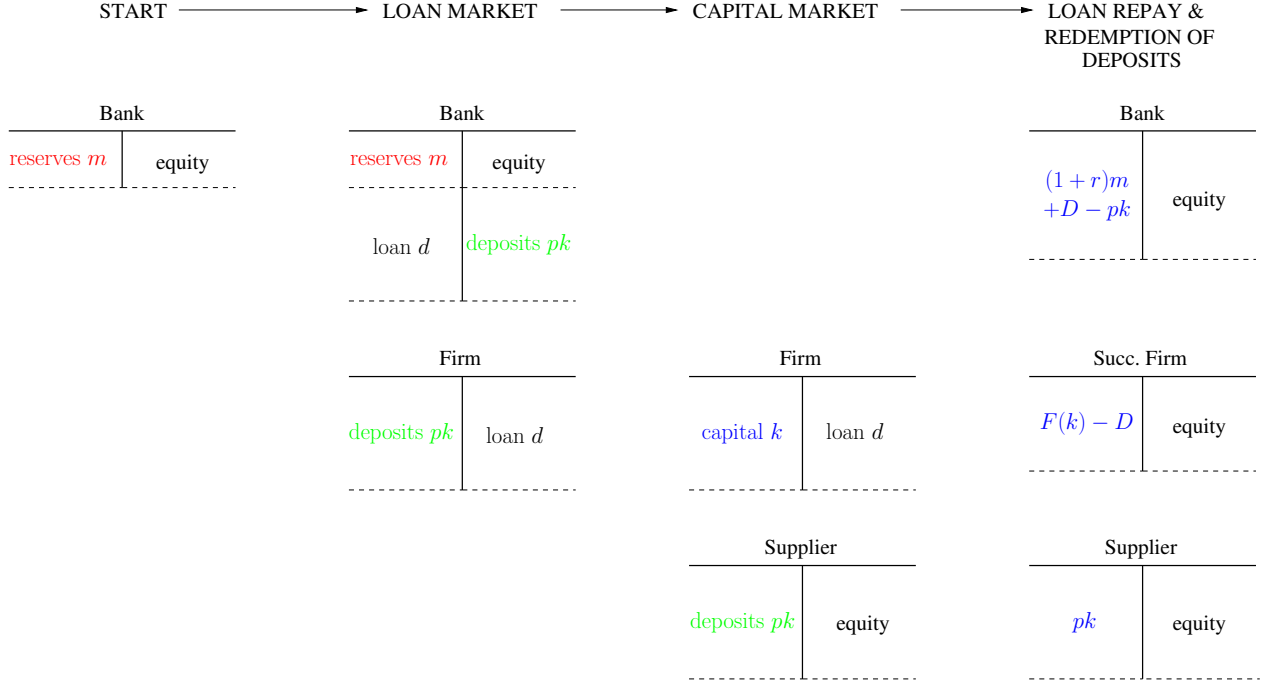 START
LOAN MARKET
CAPITAL MARKET
LOAN REPAY &
REDEMPTION OF
DEPOSITS
Bank
reserves m
equity
Bank
reserves m
equity
loan d
deposits pk
Bank
(1 + r)m
+D − pk
equity
Firm
deposits pk
loan d
Firm
capital k
loan d
Succ. Firm
F(k) − D
equity
Supplier
deposits pk
equity
Supplier
pk
equity